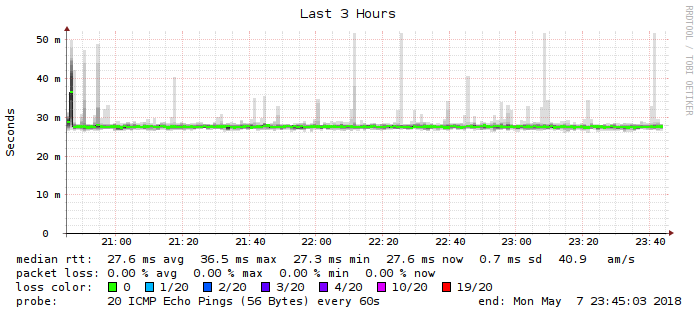 Last 3 Hours
RRDTOOL / TOBI OETIKER
Seconds
50 m
40 m
30 m
20 m
10 m
0
21:00 21:20 21:40 22:00 22:20 22:40 23:00 23:20 23:40
median rtt: 27.6 ms avg 36.5 ms max 27.3 ms min 27.6 ms now 0.7 ms sd 40.9 am/s
packet loss: 0.00 % avg 0.00 % max 0.00 % min 0.00 % now
loss color: 0 1/20 2/20 3/20 4/20 10/20 19/20
probe: 20 ICMP Echo Pings (56 Bytes) every 60s end: Mon May 7 23:45:03 2018